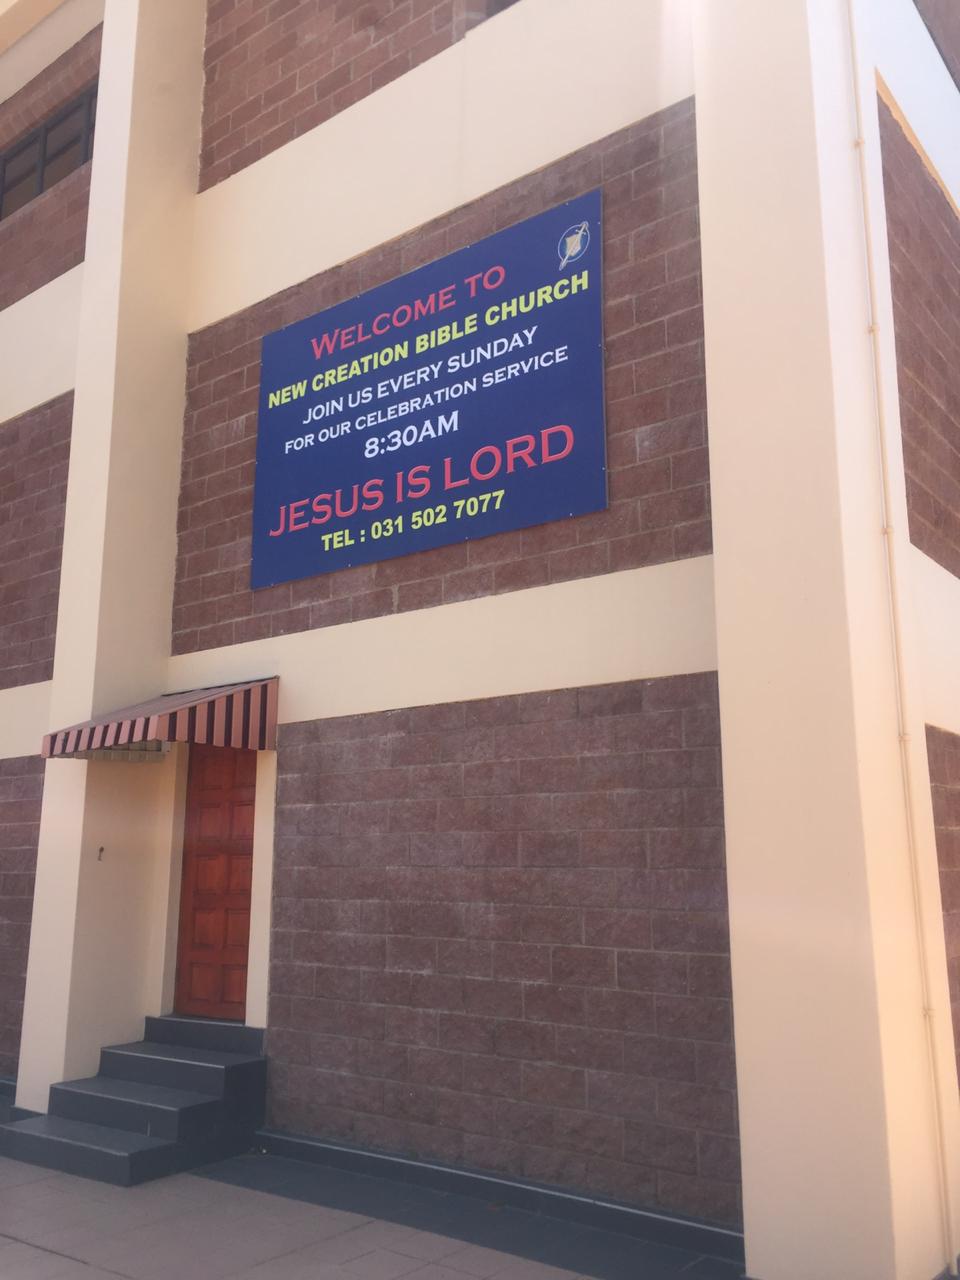 WELCOME TO
NEW CREATION BIBLE CHURCH
JOIN US EVERY SUNDAY
FOR OUR CELEBRATION SERVICE
8:30AM
JESUS IS LORD
TEL : 031 502 7077